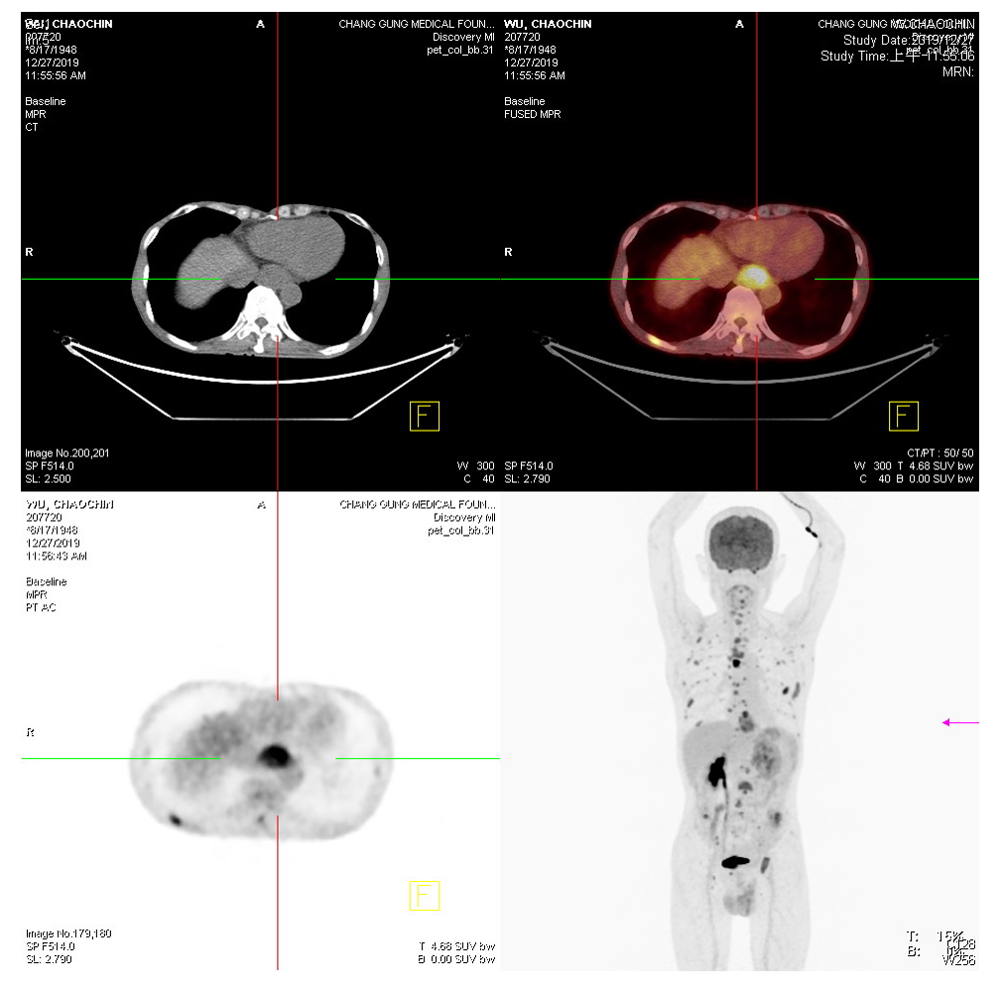 WU, CHAOCHIN
207720
*8/17/1948
12/27/2019
11:55:56 AM
Baseline
MPR
CT
A
CHANG GUNG MEDICAL FOUN...
Discovery MI
pet_col_bb.31
R
F
Image No.200,201
SP F514.0
SL: 2.500
W 300
C 40
WU, CHAOCHIN
207720
*8/17/1948
12/27/2019
11:55:56 AM
Baseline
FUSED MPR
A
CHANG GUNG
pet_col_bb.31
Study Date:2019/12/27
Study Time:上午 11:55:06
MRN:
R
F
SP F514.0
SL: 2.790
CT/PT : 50/50
W 300 T 4.68 SUV bw
C 40 B 0.00 SUV bw
WU, CHAOCHIN
207720
*8/17/1948
12/27/2019
11:56:43 AM
Baseline
MPR
PT AC
A
CHANG GUNG MEDICAL FOUN...
Discovery MI
pet_col_bb.31
R
F
Image No.179,180
SP F514.0
SL: 2.790
T 4.68 SUV bw
B 0.00 SUV bw
T: 15%
B:
W256